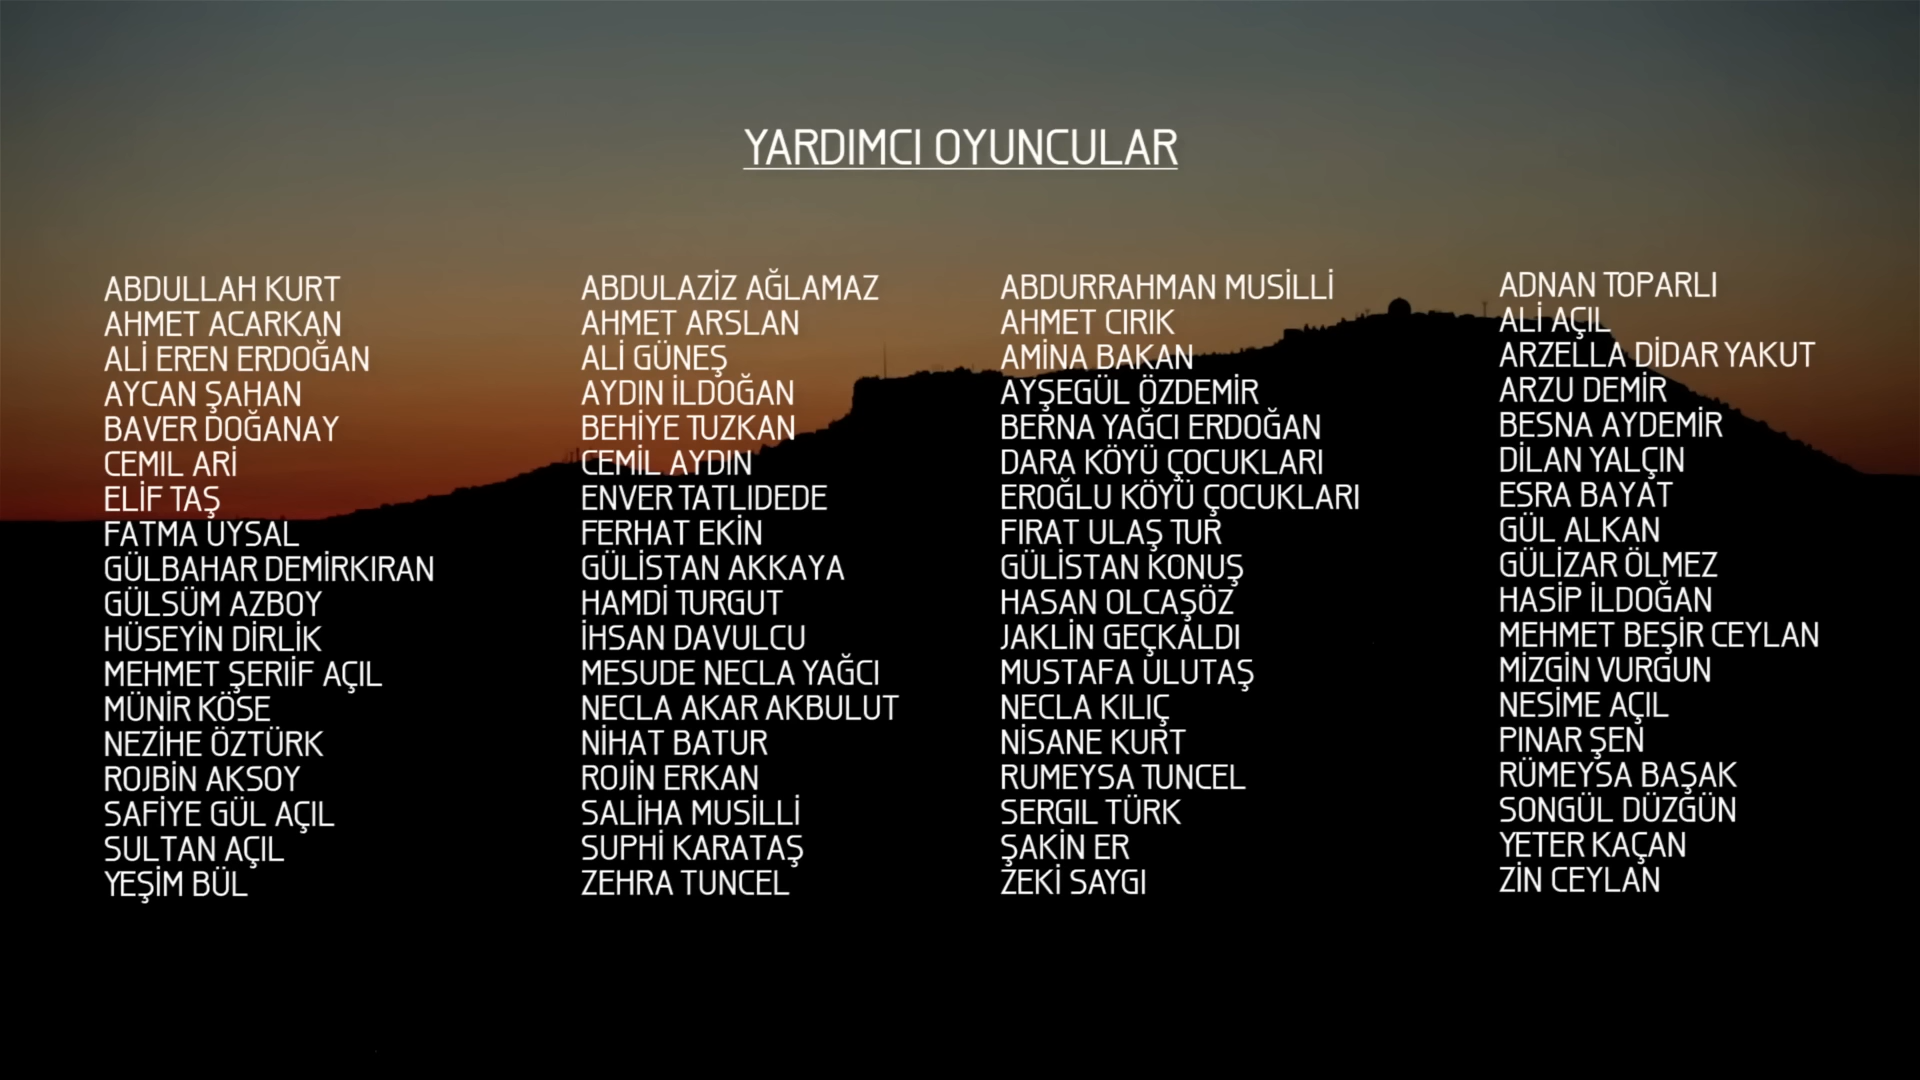 YARDIMCI OYUNCULAR
ABDULLAH KURT
AHMET ACARKAN
ALİ EREN ERDOĞAN
AYCAN ŞAHAN
BAVER DOĞANAY
CEMIL ARİ
ELİF TAŞ
FATMA UYSAL
GÜLBAHAR DEMİRKIRAN
GÜLSÜM AZBOY
HÜSEYİN DİRLİK
MEHMET ŞERİIF AÇIL
MÜNİR KÖSE
NEZİHE ÖZTÜRK
ROJBİN AKSOY
SAFİYE GÜL AÇIL
SULTAN AÇIL
YEŞİM BÜL
ABDULAZİZ AĞLAMAZ
AHMET ARSLAN
ALİ GÜNEŞ
AYDIN İLDOĞAN
BEHİYE TUZKAN
CEMİL AYDIN
ENVER TATLIDEDE
FERHAT EKİN
GÜLİSTAN AKKAYA
HAMDİ TURGUT
İHSAN DAVULCU
MESUDE NECLA YAĞCI
NECLA AKAR AKBULUT
NİHAT BATUR
ROJİN ERKAN
SALİHA MUSİLLİ
SUPHİ KARATAŞ
ZEHRA TUNCEL
ABDURRAHMAN MUSİLLİ
AHMET CIRIK
AMİNA BAKAN
AYŞEGÜL ÖZDEMİR
BERNA YAĞCI ERDOĞAN
DARA KÖYÜ ÇOCUKLARI
EROĞLU KÖYÜ ÇOCUKLARI
FIRAT ULAŞ TUR
GÜLİSTAN KONUŞ
HASAN OLCAŞÖZ
JAKLİN GEÇKALDI
MUSTAFA ULUTAŞ
NECLA KILIÇ
NİSANE KURT
RUMEYSA TUNCEL
SERGIL TÜRK
ŞAKİN ER
ZEKİ SAYGI
ADNAN TOPARLI
ALİ AÇIL
ARZELLA DİDAR YAKUT
ARZU DEMİR
BESNA AYDEMİR
DİLAN YALÇIN
ESRA BAYAT
GÜL ALKAN
GÜLİZAR ÖLMEZ
HASİP İLDOĞAN
MEHMET BEŞİR CEYLAN
MİZGİN VURGUN
NESİME AÇIL
PINAR ŞEN
RÜMEYSA BAŞAK
SONGÜL DÜZGÜN
YETER KAÇAN
ZİN CEYLAN